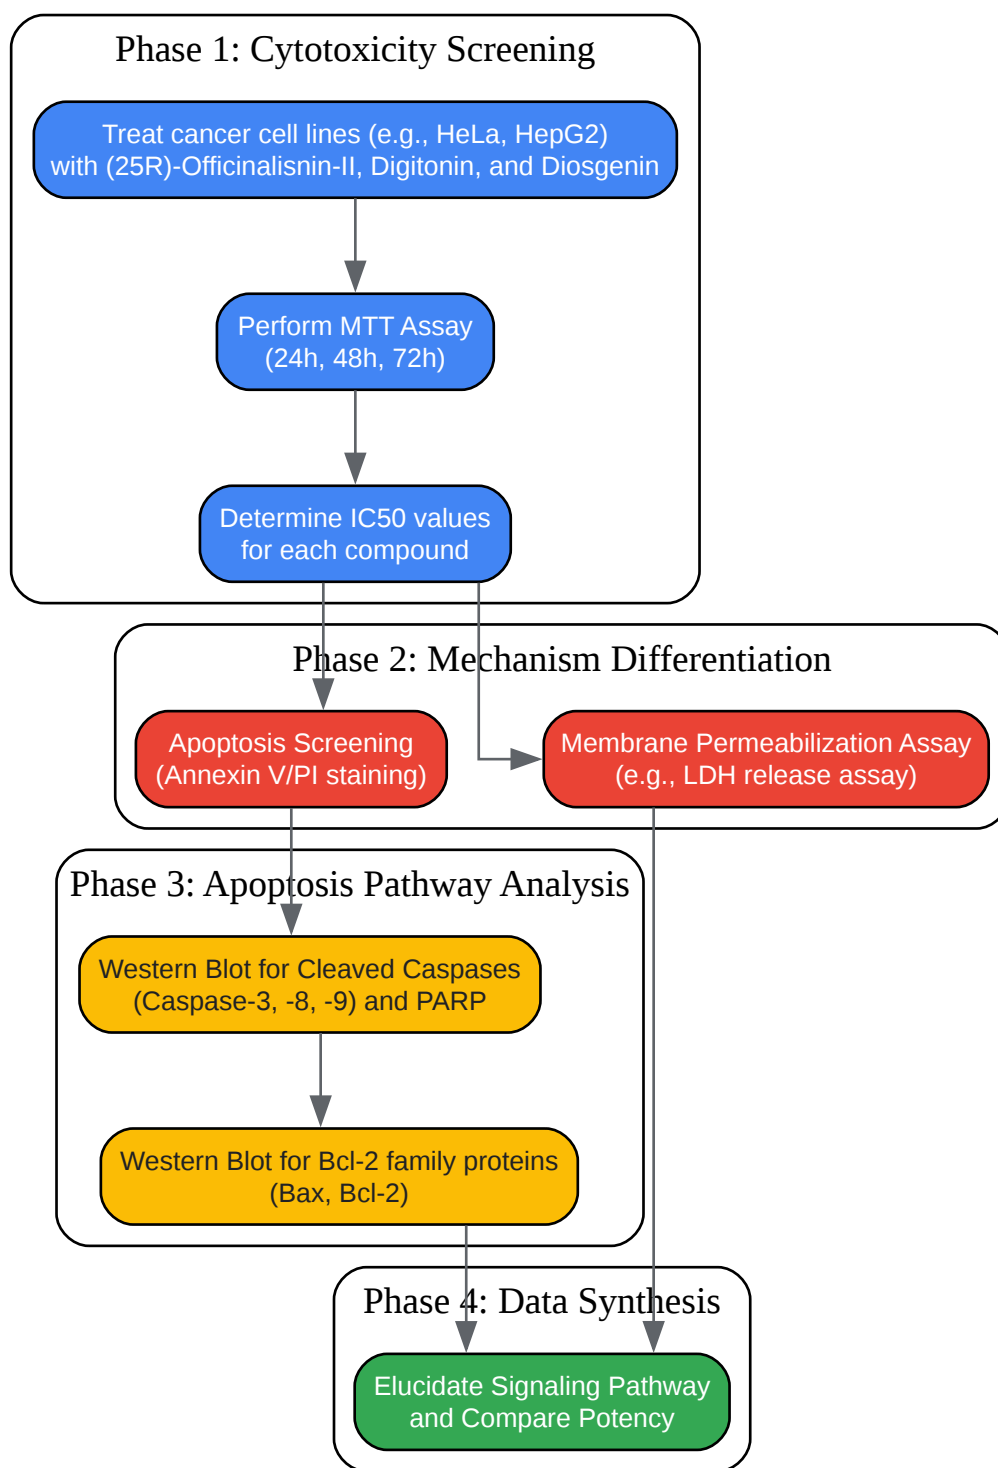 Phase 1: Cytotoxicity Screening
Treat cancer cell lines (e.g., HeLa, HepG2)
with (25R)-Officinalisnin-II, Digitonin, and Diosgenin
Perform MTT Assay
(24h, 48h, 72h)
Determine IC50 values
for each compound
Phase 2: Mechanism Differentiation
Apoptosis Screening
(Annexin V/PI staining)
Membrane Permeabilization Assay
(e.g., LDH release assay)
Phase 3: Apoptosis Pathway Analysis
Western Blot for Cleaved Caspases
(Caspase-3, -8, -9) and PARP
Western Blot for Bcl-2 family proteins
(Bax, Bcl-2)
Phase 4: Data Synthesis
Elucidate Signaling Pathway
and Compare Potency